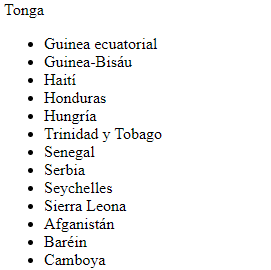 Tonga
Guinea ecuatorial
Guinea-Bisáu
Haití
Honduras
Hungría
Trinidad y Tobago
Senegal
Serbia
Seychelles
Sierra Leona
Afganistán
Baréin
Camboya